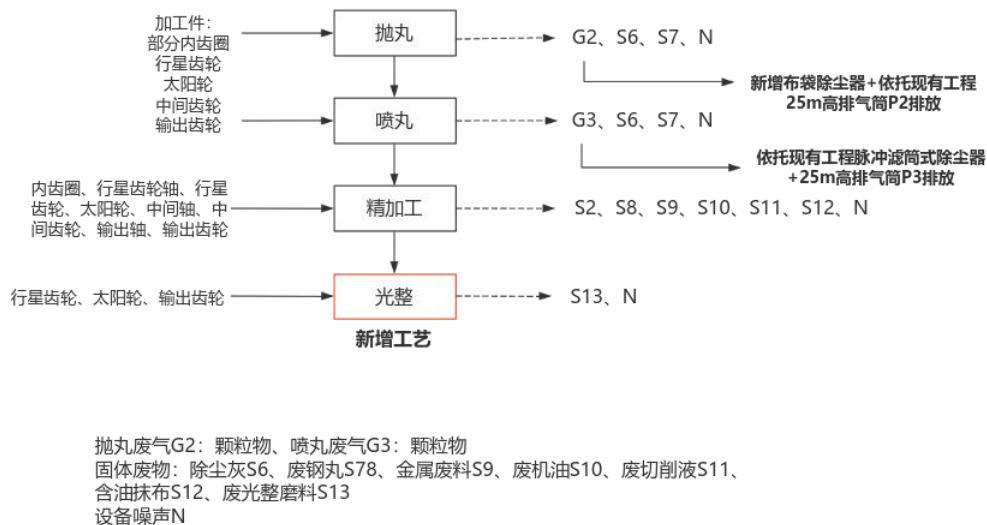 加工件：
部分内齿圈
行星齿轮
太阳轮
中间齿轮
输出齿轮
抛丸
G2、S6、S7、N
新增布袋除尘器+依托现有工程
25m高排气筒P2排放
喷丸
G3、S6、S7、N
依托现有工程脉冲滤筒式除尘器
+25m高排气筒P3排放
内齿圈、行星齿轮轴、行星
齿轮、太阳轮、中间轴、中
间齿轮、输出轴、输出齿轮
精加工
S2、S8、S9、S10、S11、S12、N
行星齿轮、太阳轮、输出齿轮
光整
S13、N
新增工艺
抛丸废气G2：颗粒物、喷丸废气G3：颗粒物
固体废物：除尘灰S6、废钢丸S78、金属废料S9、废机油S10、废切削液S11、
含油抹布S12、废光整磨料S13
设备噪声N